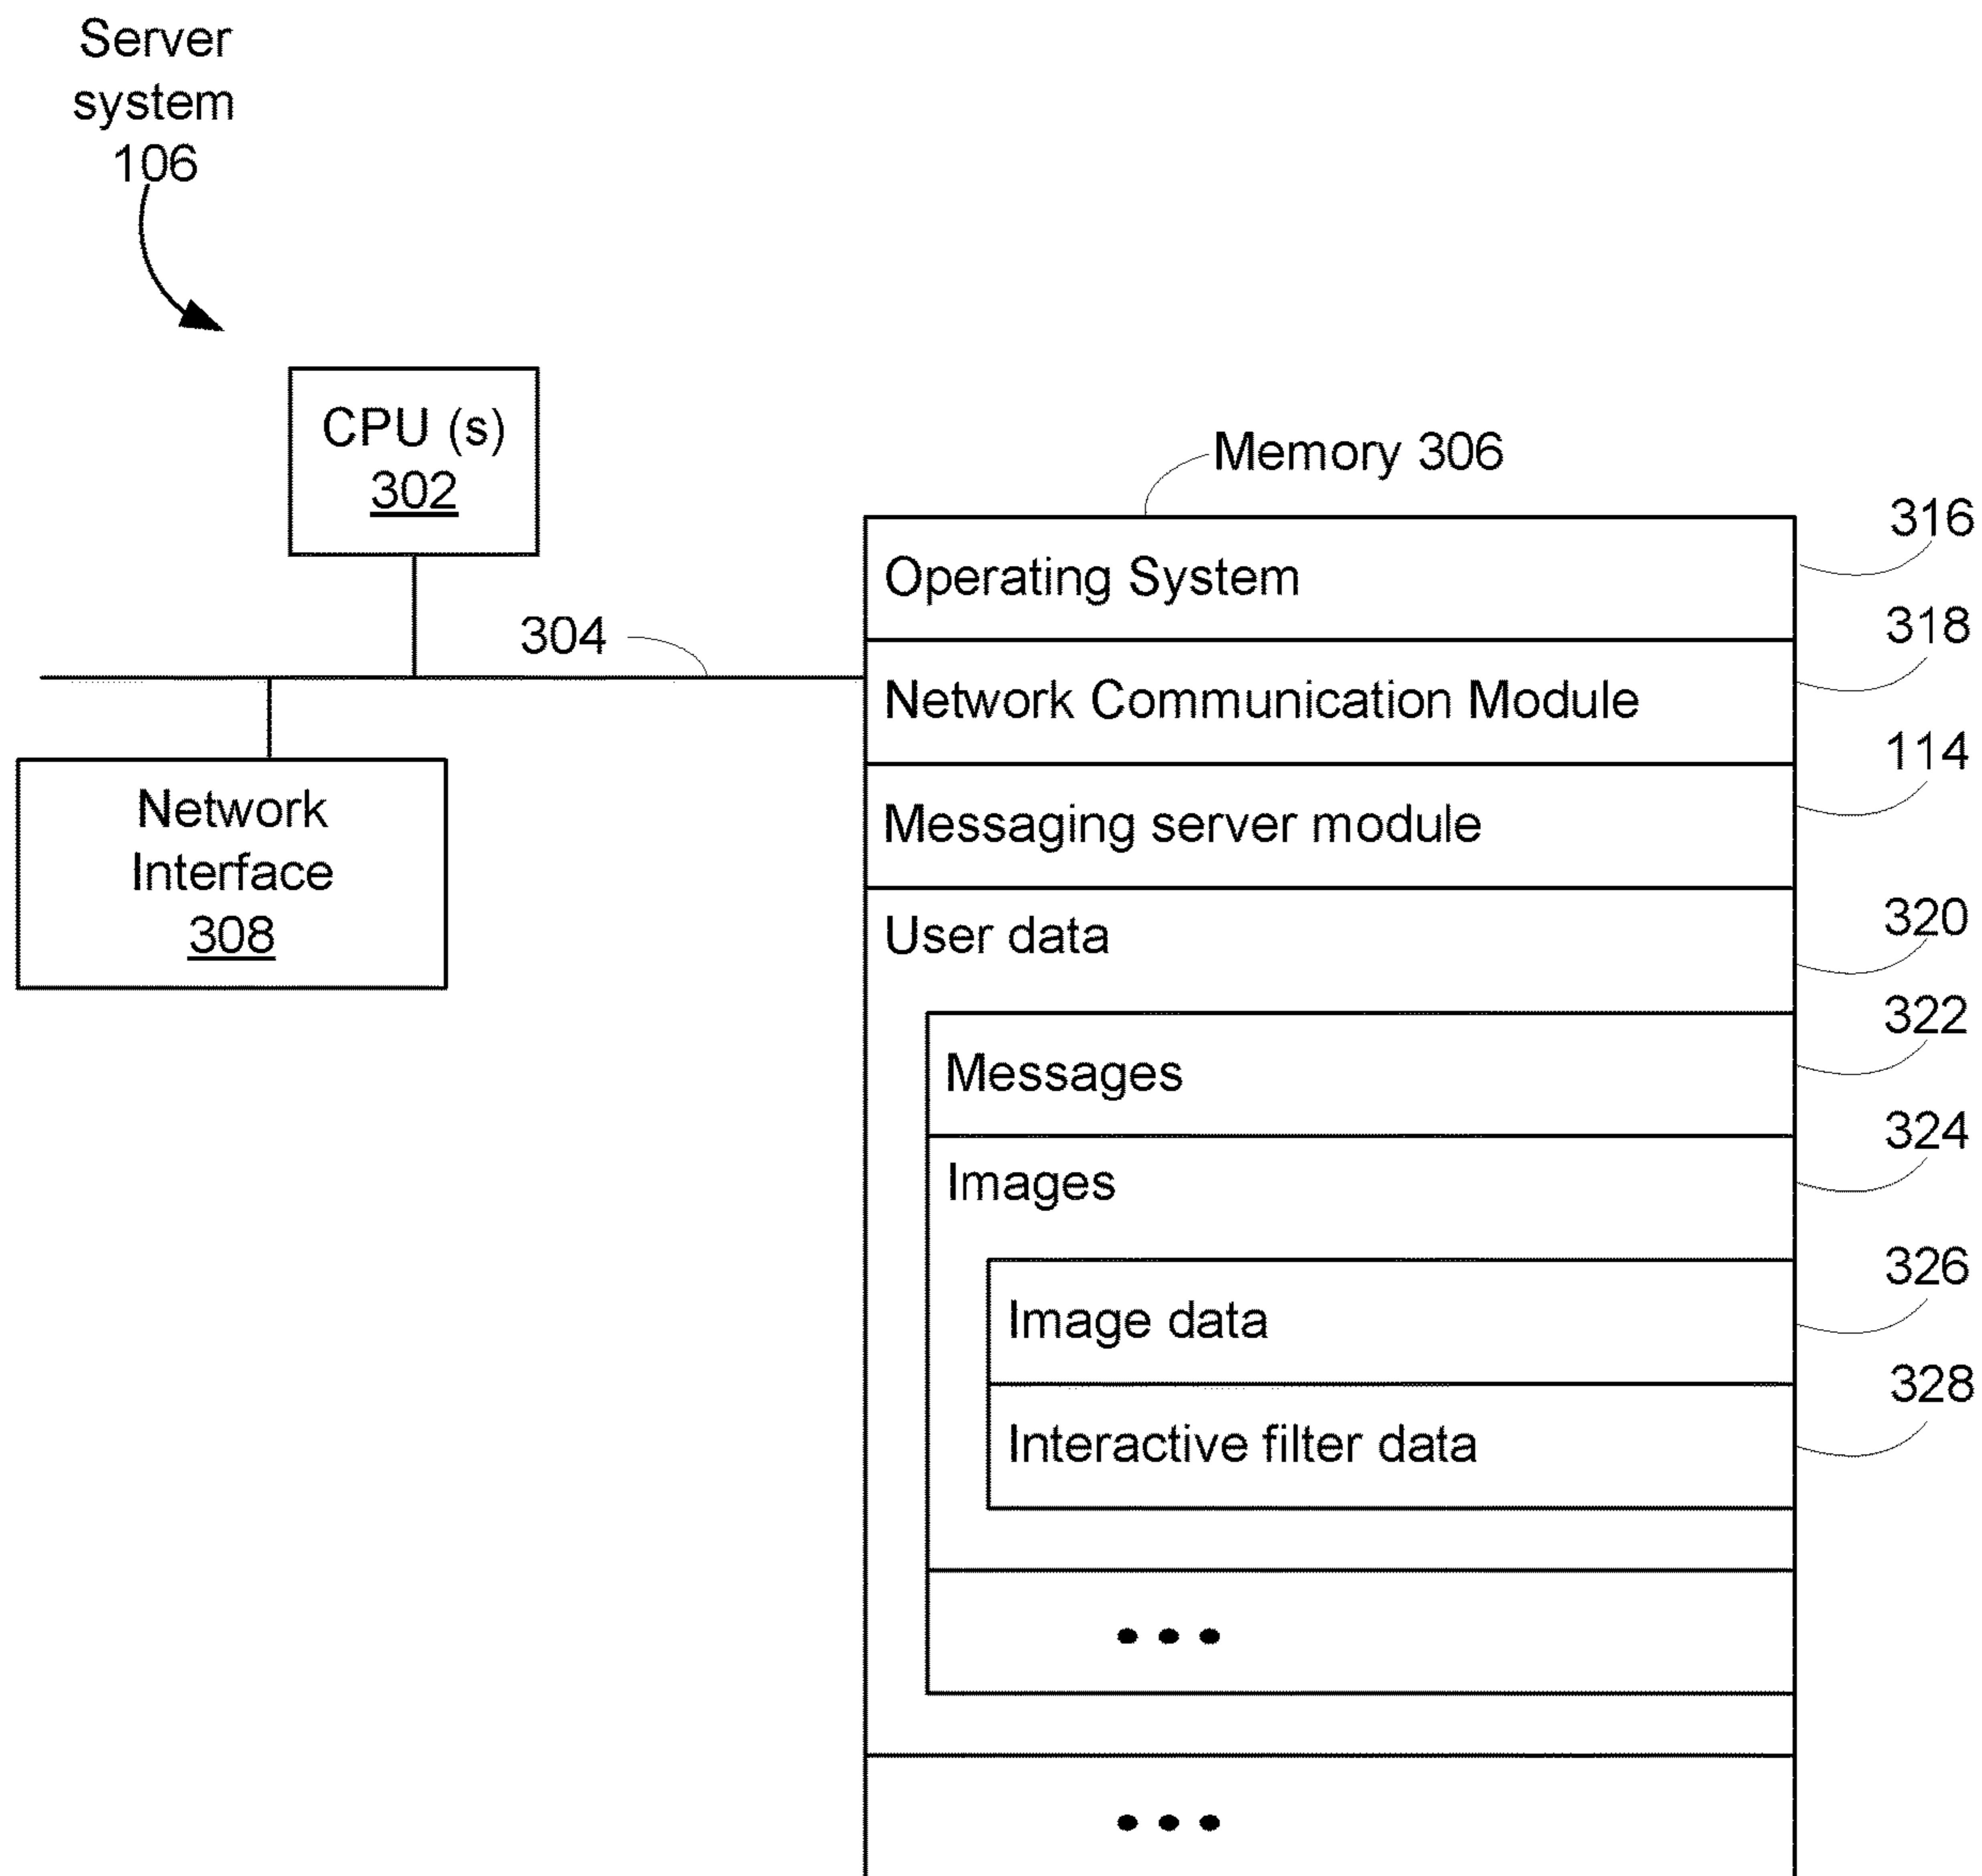 Server
system
106
CPU (s)
302
Memory 306
304
Network
Interface
308
Operating System
316
Network Communication Module
318
Messaging server module
114
User data
320
Messages
322
Images
324
Image data
326
Interactive filter data
328
• • •
• • •